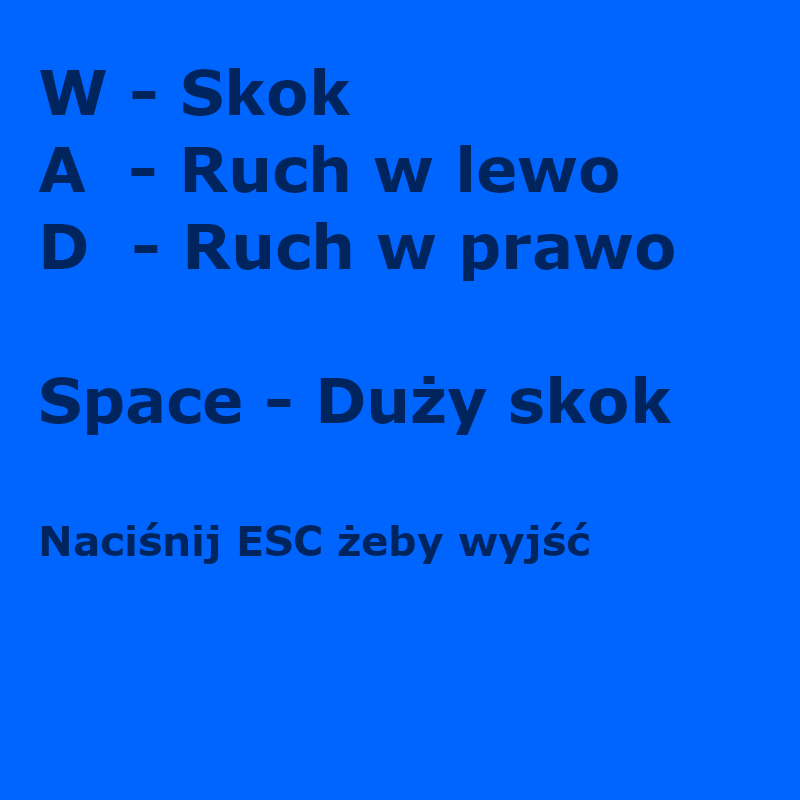 W - Skok
A - Ruch w lewo
D - Ruch w prawo
Space - Duży skok
Naciśnij ESC żeby wyjść